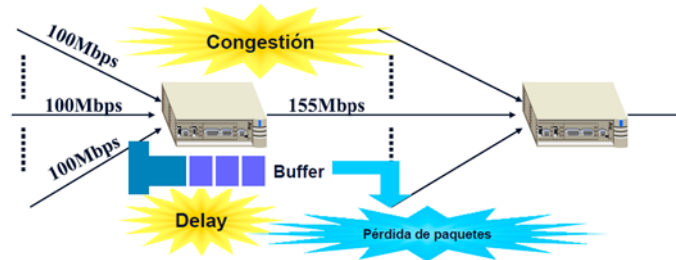 100Mbps
Congestión
100Mbps
155Mbps
100Mbps
Buffer
Delay
Pérdida de paquetes